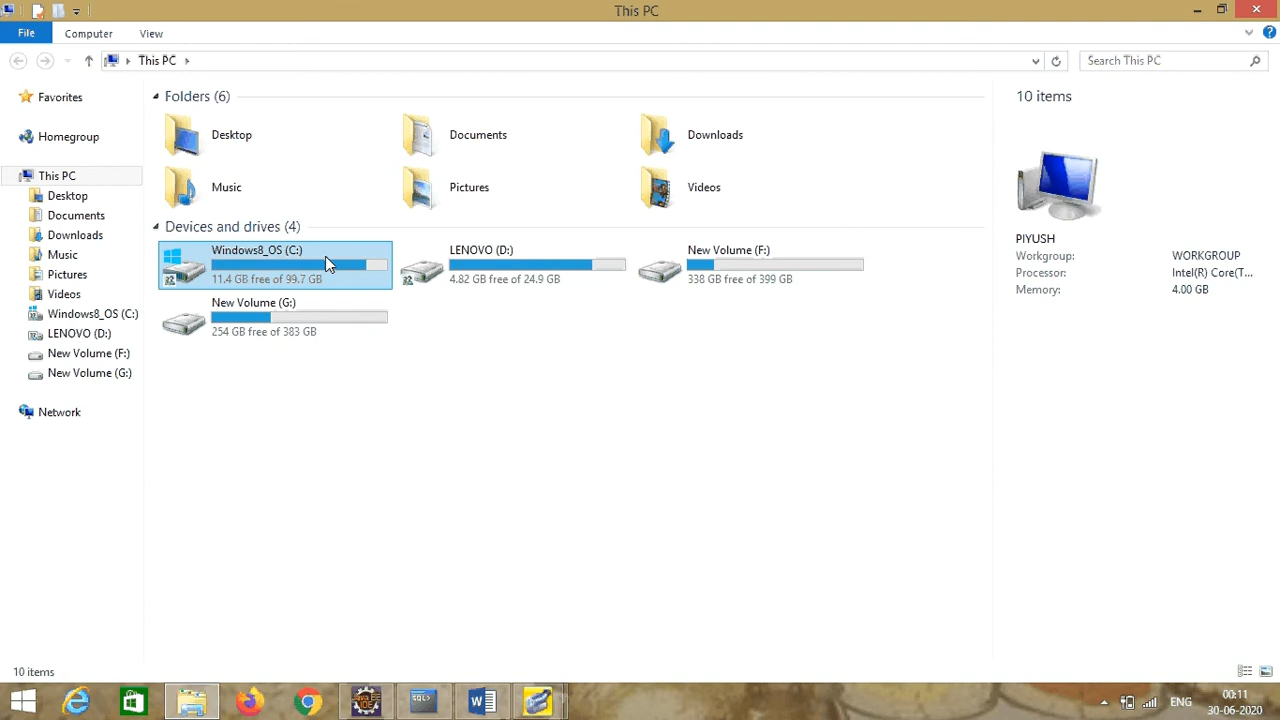 This PC
File
Computer
View
This PC
Search This PC
Favorites
Homegroup
This PC
Desktop
Documents
Downloads
Music
Pictures
Videos
Windows8_OS (C:)
LENOVO (D:)
New Volume (F:)
New Volume (G:)
Network
Folders (6)
Desktop
Documents
Downloads
Music
Pictures
Videos
Devices and drives (4)
Windows8_OS (C:)
11.4 GB free of 99.7 GB
LENOVO (D:)
4.82 GB free of 24.9 GB
New Volume (F:)
338 GB free of 399 GB
New Volume (G:)
254 GB free of 383 GB
10 items
PIYUSH
Workgroup: WORKGROUP
Processor: Intel(R) Core(T...
Memory: 4.00 GB
10 items
ENG
00:11
30-06-2020